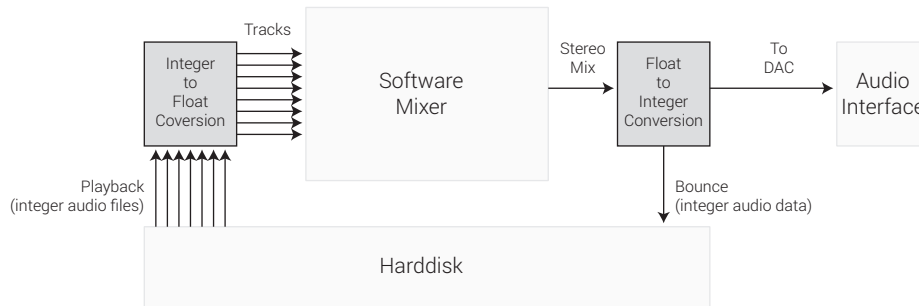 Tracks
Integer
to
Float
Coversion
Software
Mixer
Stereo
Mix
Float
to
Integer
Conversion
To
DAC
Audio
Interface
Playback
(integer audio files)
Bounce
(integer audio data)
Harddisk